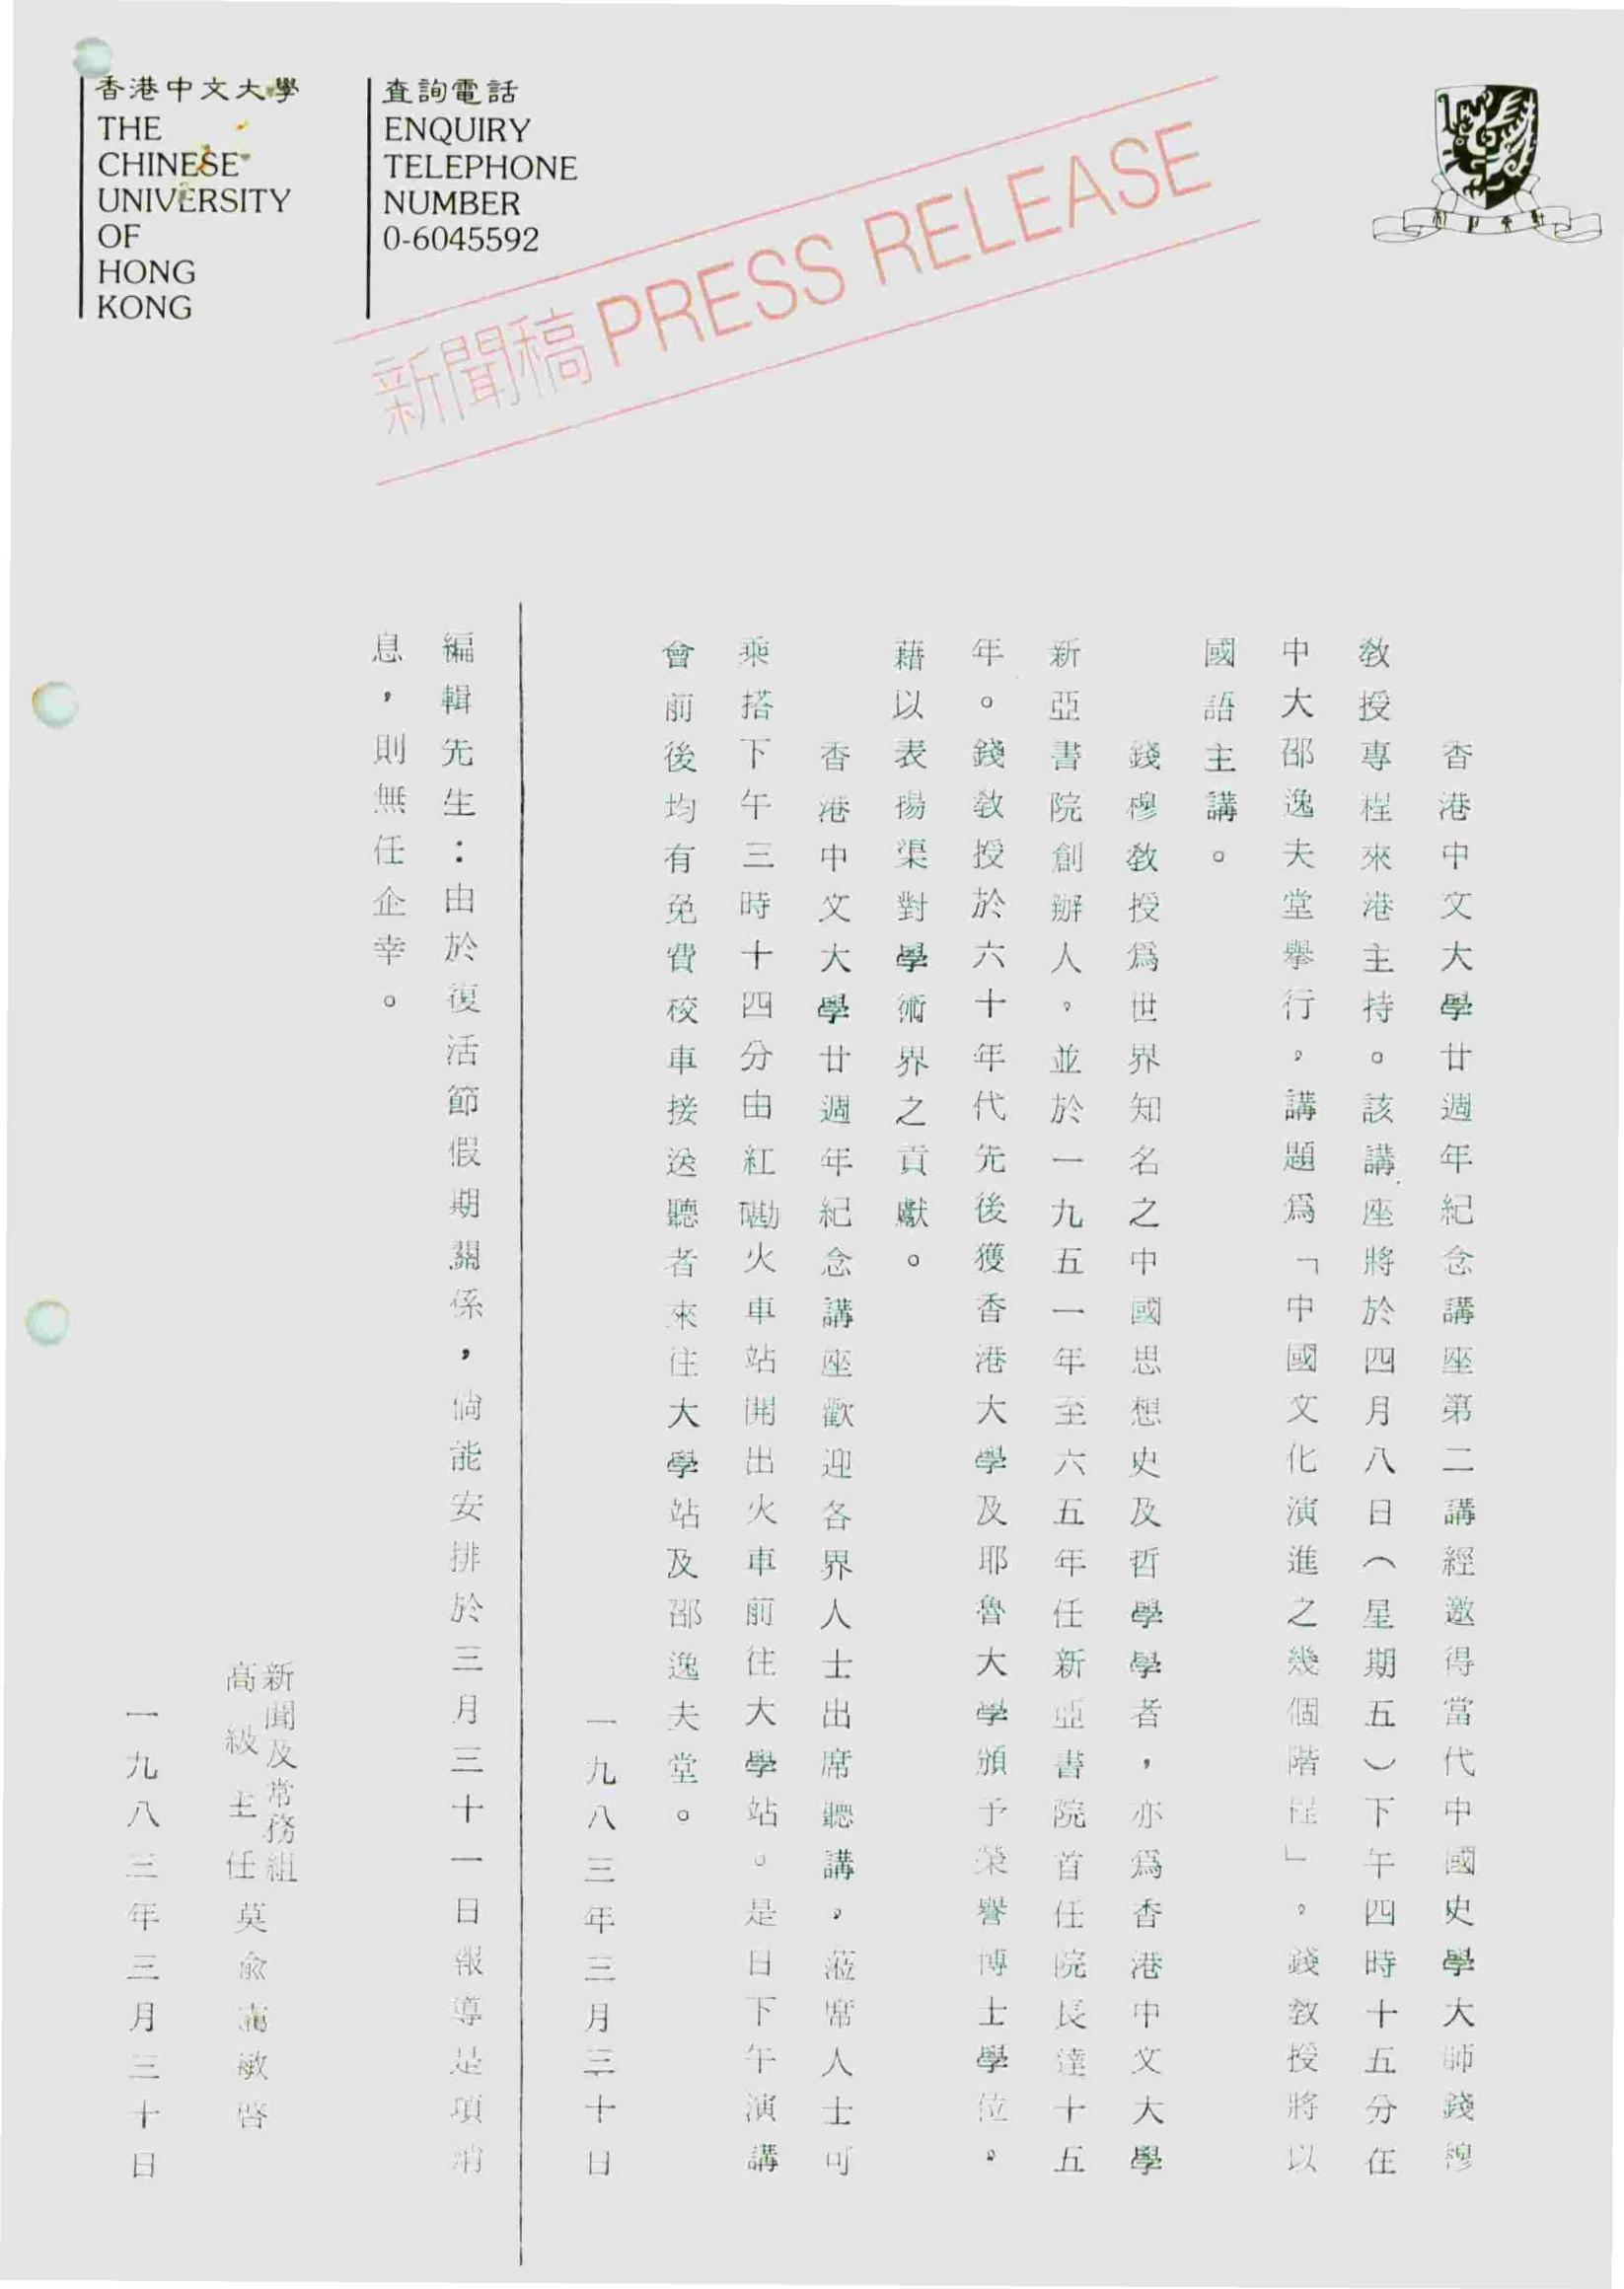 香港中文大學
THE
CHINESE
UNIVERSITY
OF
HONG
KONG
查詢電話
ENQUIRY
TELEPHONE
NUMBER
0-6045592
新聞稿 PRESS RELEASE
香港中文大學廿週年紀念講座第二講經邀得當代中國史學大師錢穆
教授專程來港主持。該講座將於四月八日（星期五）下午四時十五分在
中大邵逸夫堂舉行，講題爲「中國文化演進之幾個階程」。錢教授將以
國語主講。
錢穆教授爲世界知名之中國思想史及哲學學者，亦爲香港中文大學
新亞書院創辦人，並於一九五一年至六五年任新亞書院首任院長達十五
年。錢教授於六十年代先後獲香港大學及耶魯大學頒予榮譽博士學位。
藉以表揚渠對學術界之貢獻。
香港中文大學廿週年紀念講座歡迎各界人士出席聽講，蒞席人士可
乘搭下午三時十四分由紅磡火車站開出火車前往大學站。是日下午演講
會前後均有免費校車接送聽者來往大學站及邵逸夫堂。
一九八三年三月三十日
編輯先生：由於復活節假期關係，倘能安排於三月三十一日報導是項消
息，則無任企幸。
新聞及常務組
高級主任莫俞靄敏啓
一九八三年三月三十日